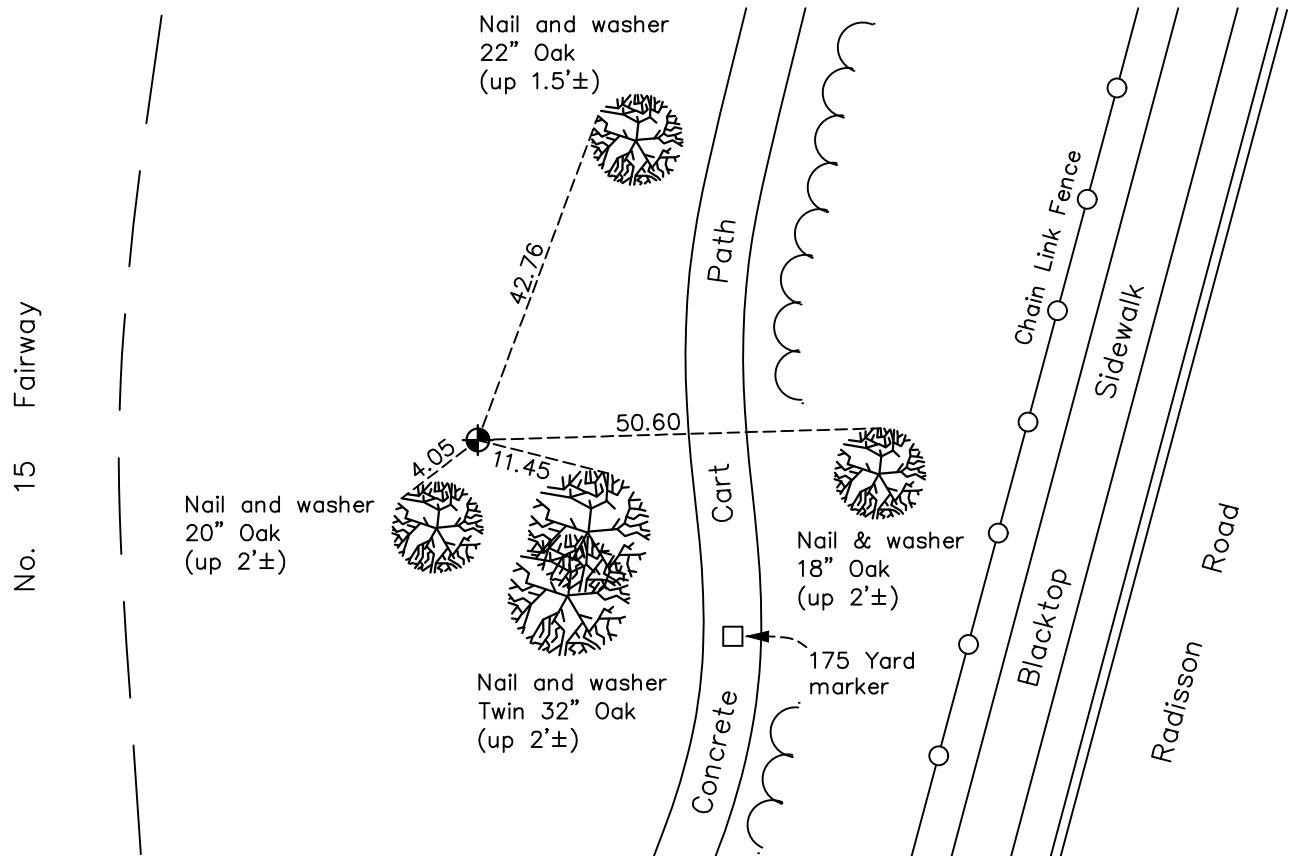 Nail and washer
22” Oak
(up 1.5'±)
42.76
Path
Chain Link Fence
Sidewalk
No. 15 Fairway
50.60
4.05
11.45
Nail and washer
20” Oak
(up 2'±)
Cart
Nail & washer
18” Oak
(up 2'±)
Blacktop
Radisson Road
175 Yard
marker
Nail and washer
Twin 32” Oak
(up 2'±)
Concrete